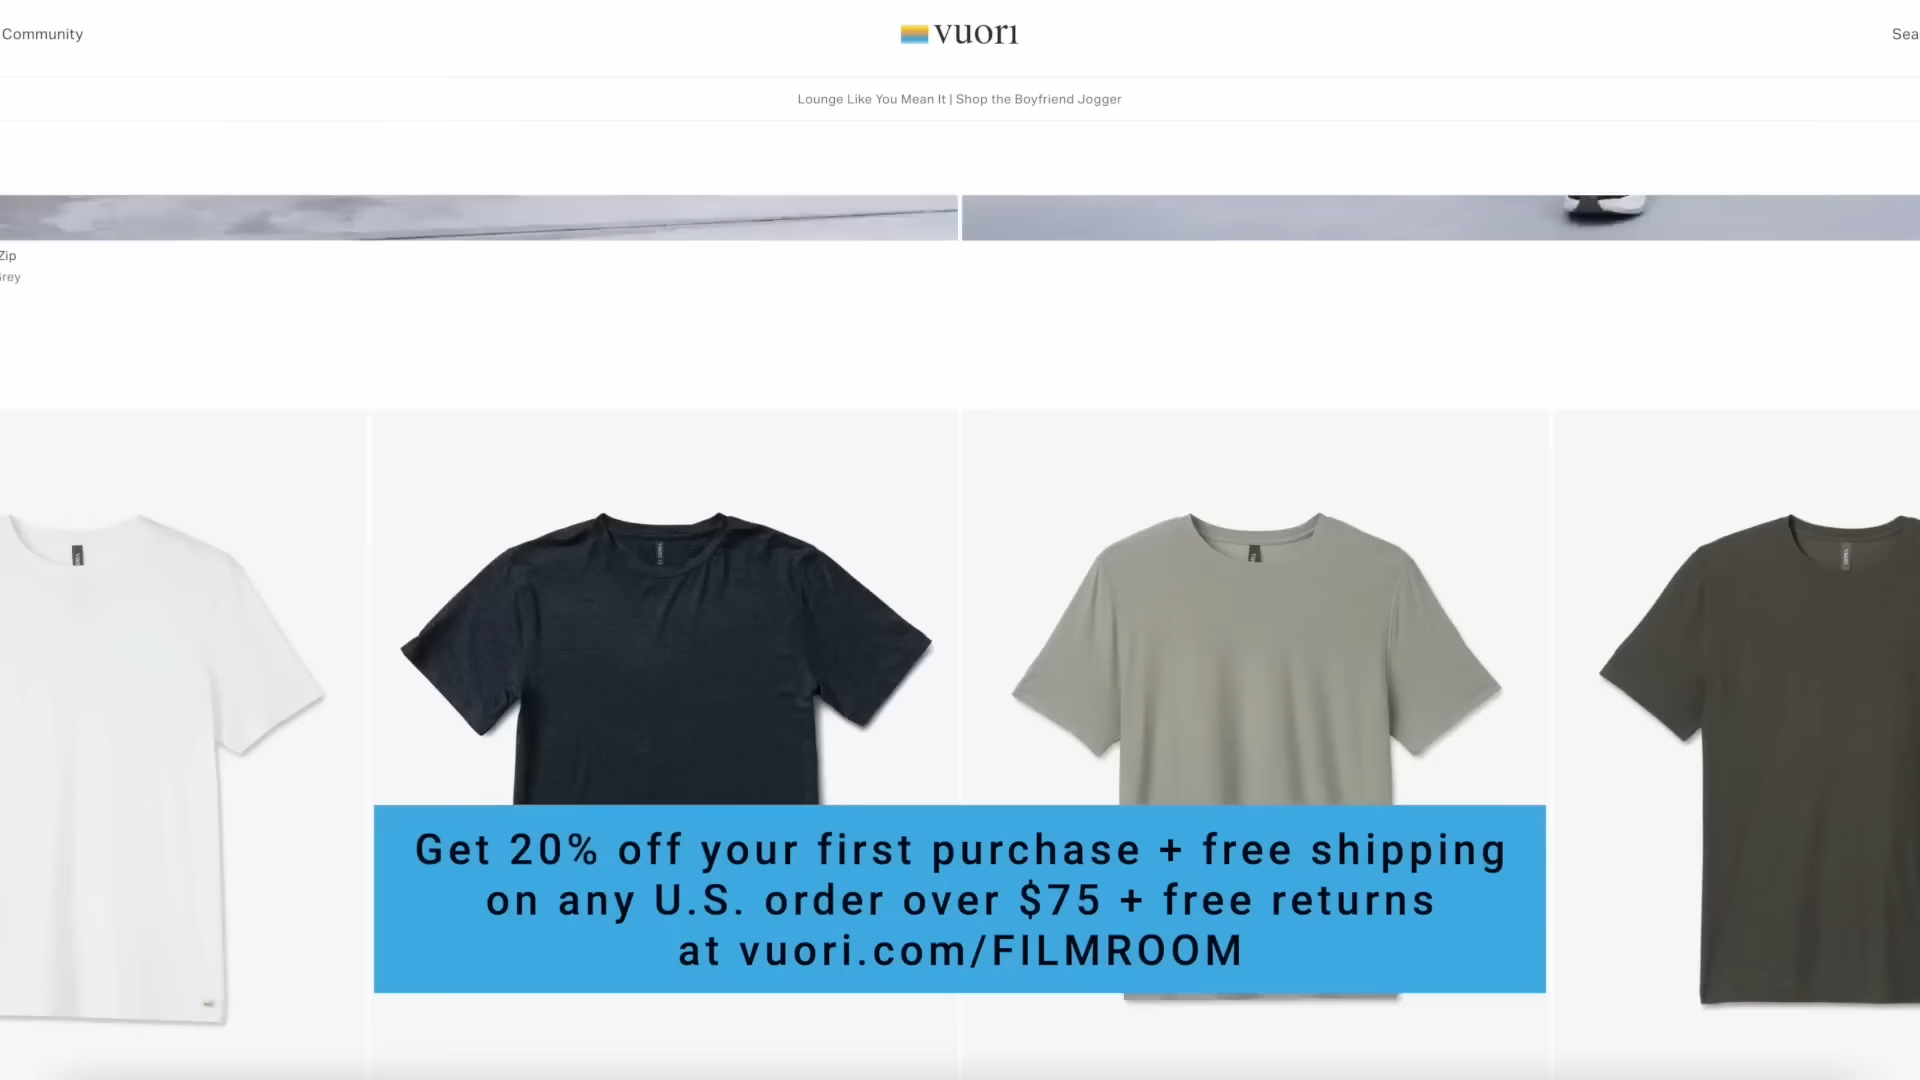 Community
vuori
Sea
Lounge Like You Mean It | Shop the Boyfriend Jogger
Zip
Grey
Get 20% off your first purchase + free shipping
on any U.S. order over $75 + free returns
at vuori.com/FILMROOM